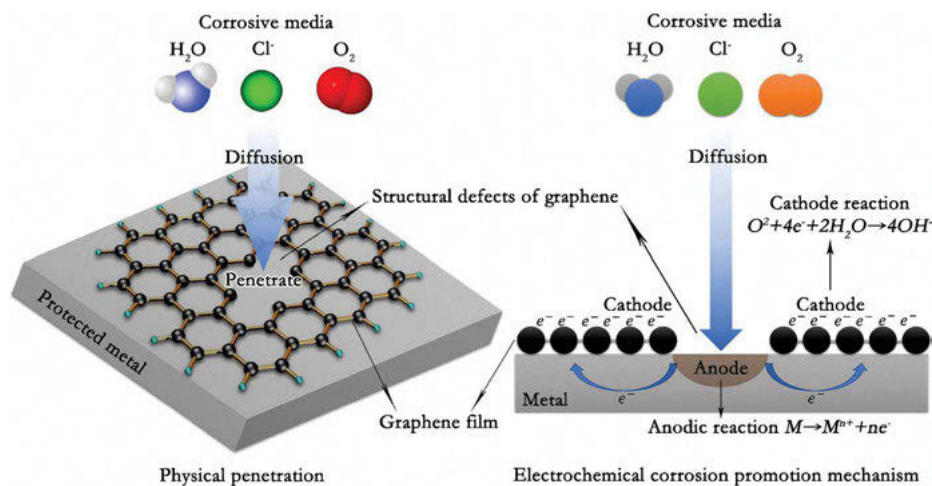 Corrosive media
H₂O Cl⁻ O₂
Diffusion
Penetrate
Protected metal
Physical penetration
Structural defects of graphene
Graphene film
Corrosive media
H₂O Cl⁻ O₂
Diffusion
Cathode reaction
O²+4e⁻+2H₂O→4OH⁻
Cathode
e⁻ e⁻ e⁻ e⁻ e⁻
Cathode
e⁻ e⁻ e⁻ e⁻ e⁻ e⁻
Anode
e⁻ e⁻
Metal
Anodic reaction M→Mⁿ⁺+ne⁻
Electrochemical corrosion promotion mechanism